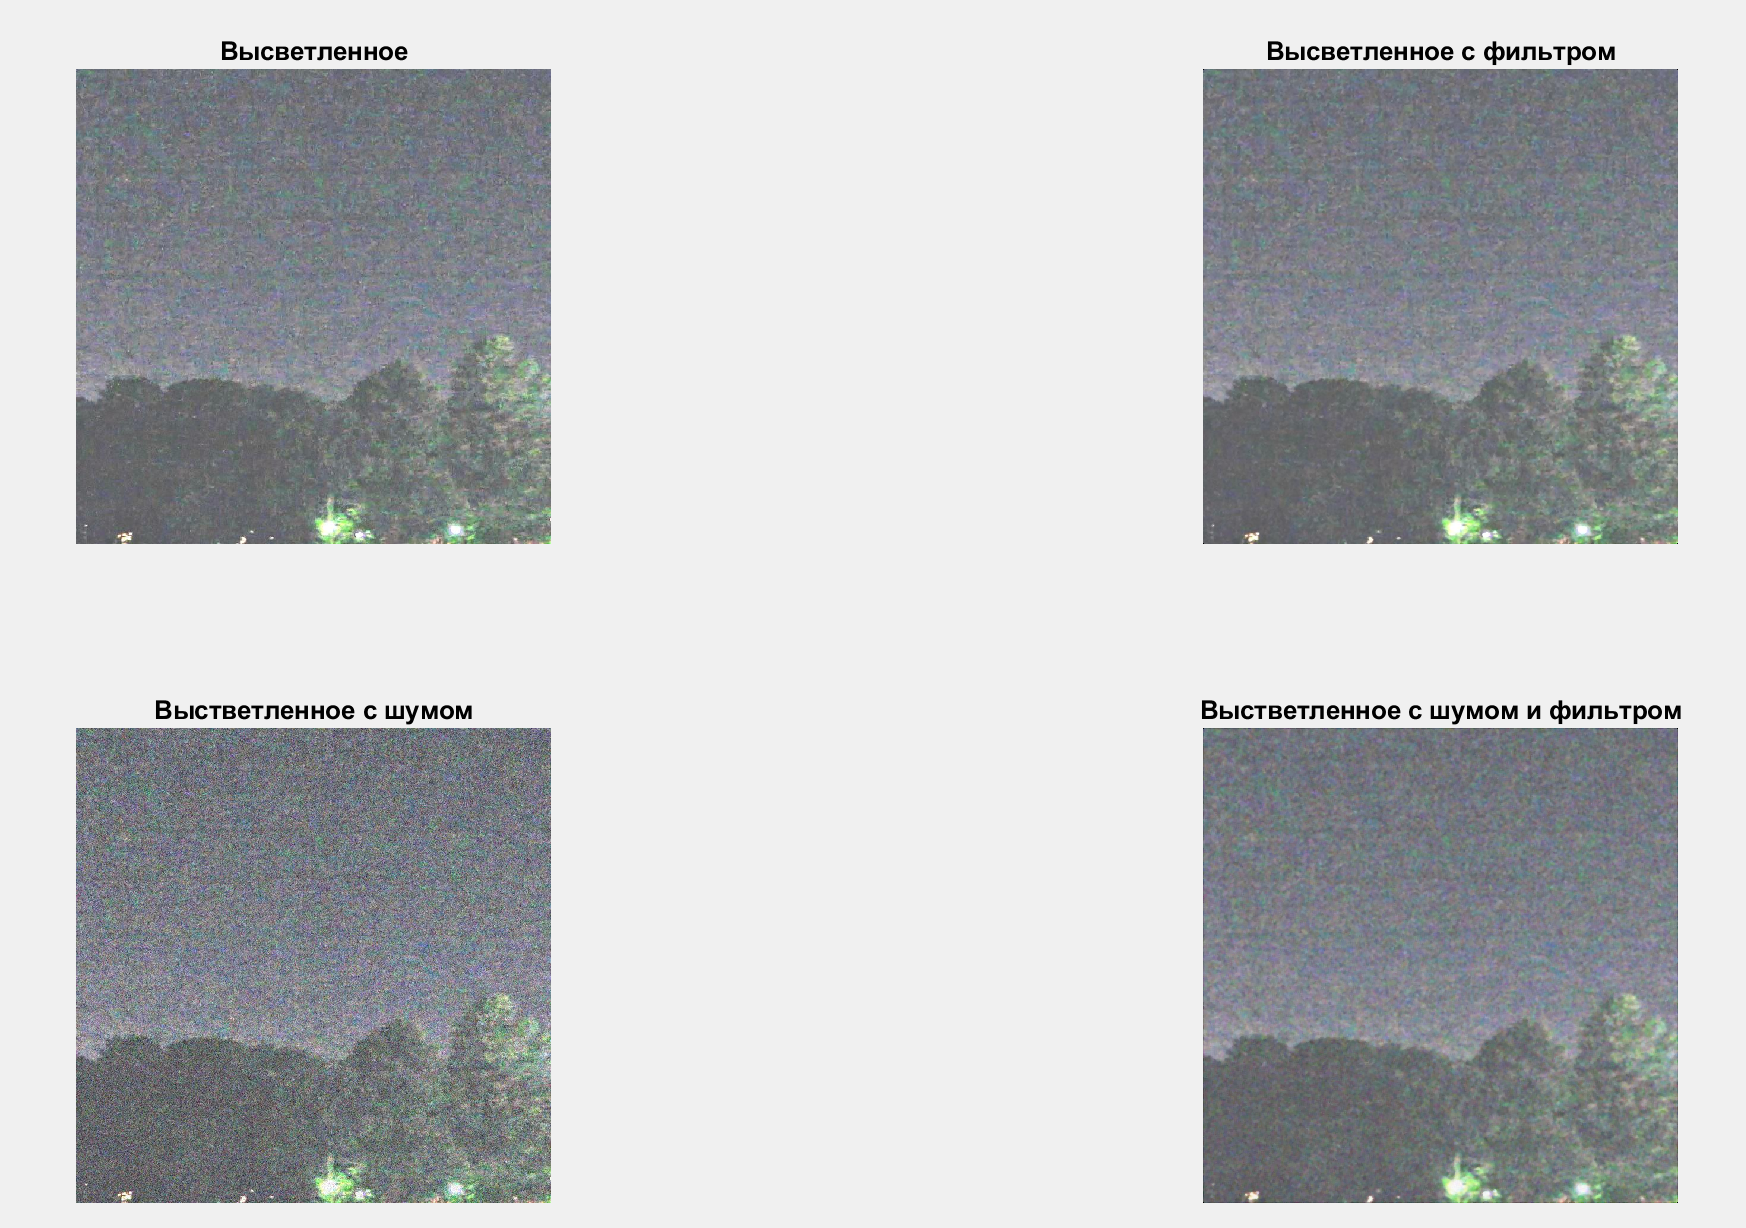 Высветленное
Высветленное с фильтром
Выстветленное с шумом
Выстветленное с шумом и фильтром